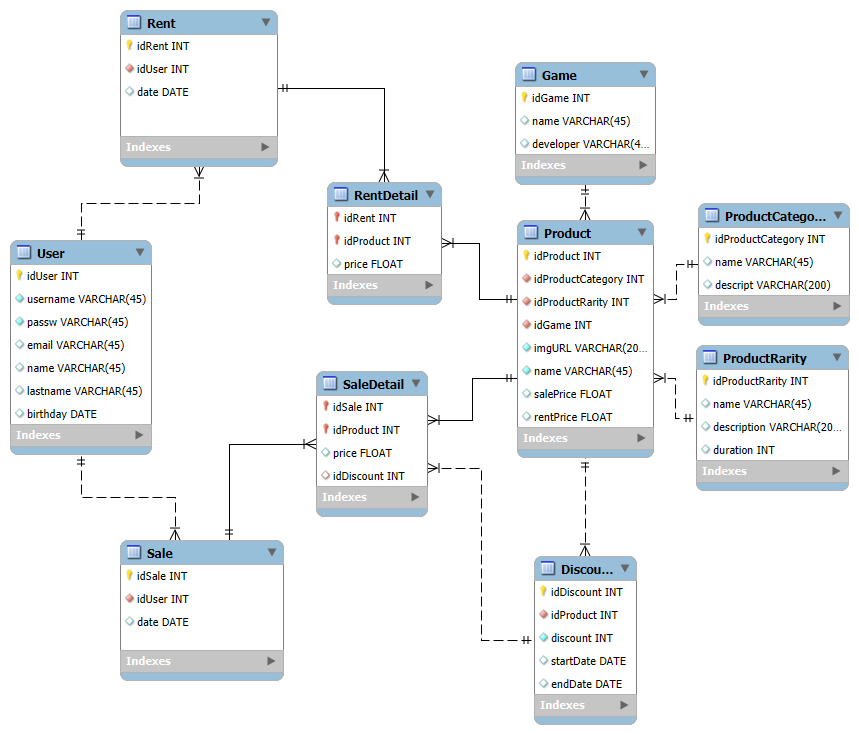 Rent
idRent INT
idUser INT
date DATE
Indexes
Game
idGame INT
name VARCHAR(45)
developer VARCHAR(4...
Indexes
RentDetail
idRent INT
idProduct INT
price FLOAT
Indexes
User
idUser INT
username VARCHAR(45)
passw VARCHAR(45)
email VARCHAR(45)
name VARCHAR(45)
lastname VARCHAR(45)
birthday DATE
Indexes
Product
idProduct INT
idProductCategory INT
idProductRarity INT
idGame INT
imgURL VARCHAR(20...
name VARCHAR(45)
salePrice FLOAT
rentPrice FLOAT
Indexes
ProductCatego...
idProductCategory INT
name VARCHAR(45)
descript VARCHAR(200)
Indexes
ProductRarity
idProductRarity INT
name VARCHAR(45)
description VARCHAR(20...
duration INT
Indexes
SaleDetail
idSale INT
idProduct INT
price FLOAT
idDiscount INT
Indexes
Sale
idSale INT
idUser INT
date DATE
Indexes
Discou...
idDiscount INT
idProduct INT
discount INT
startDate DATE
endDate DATE
Indexes